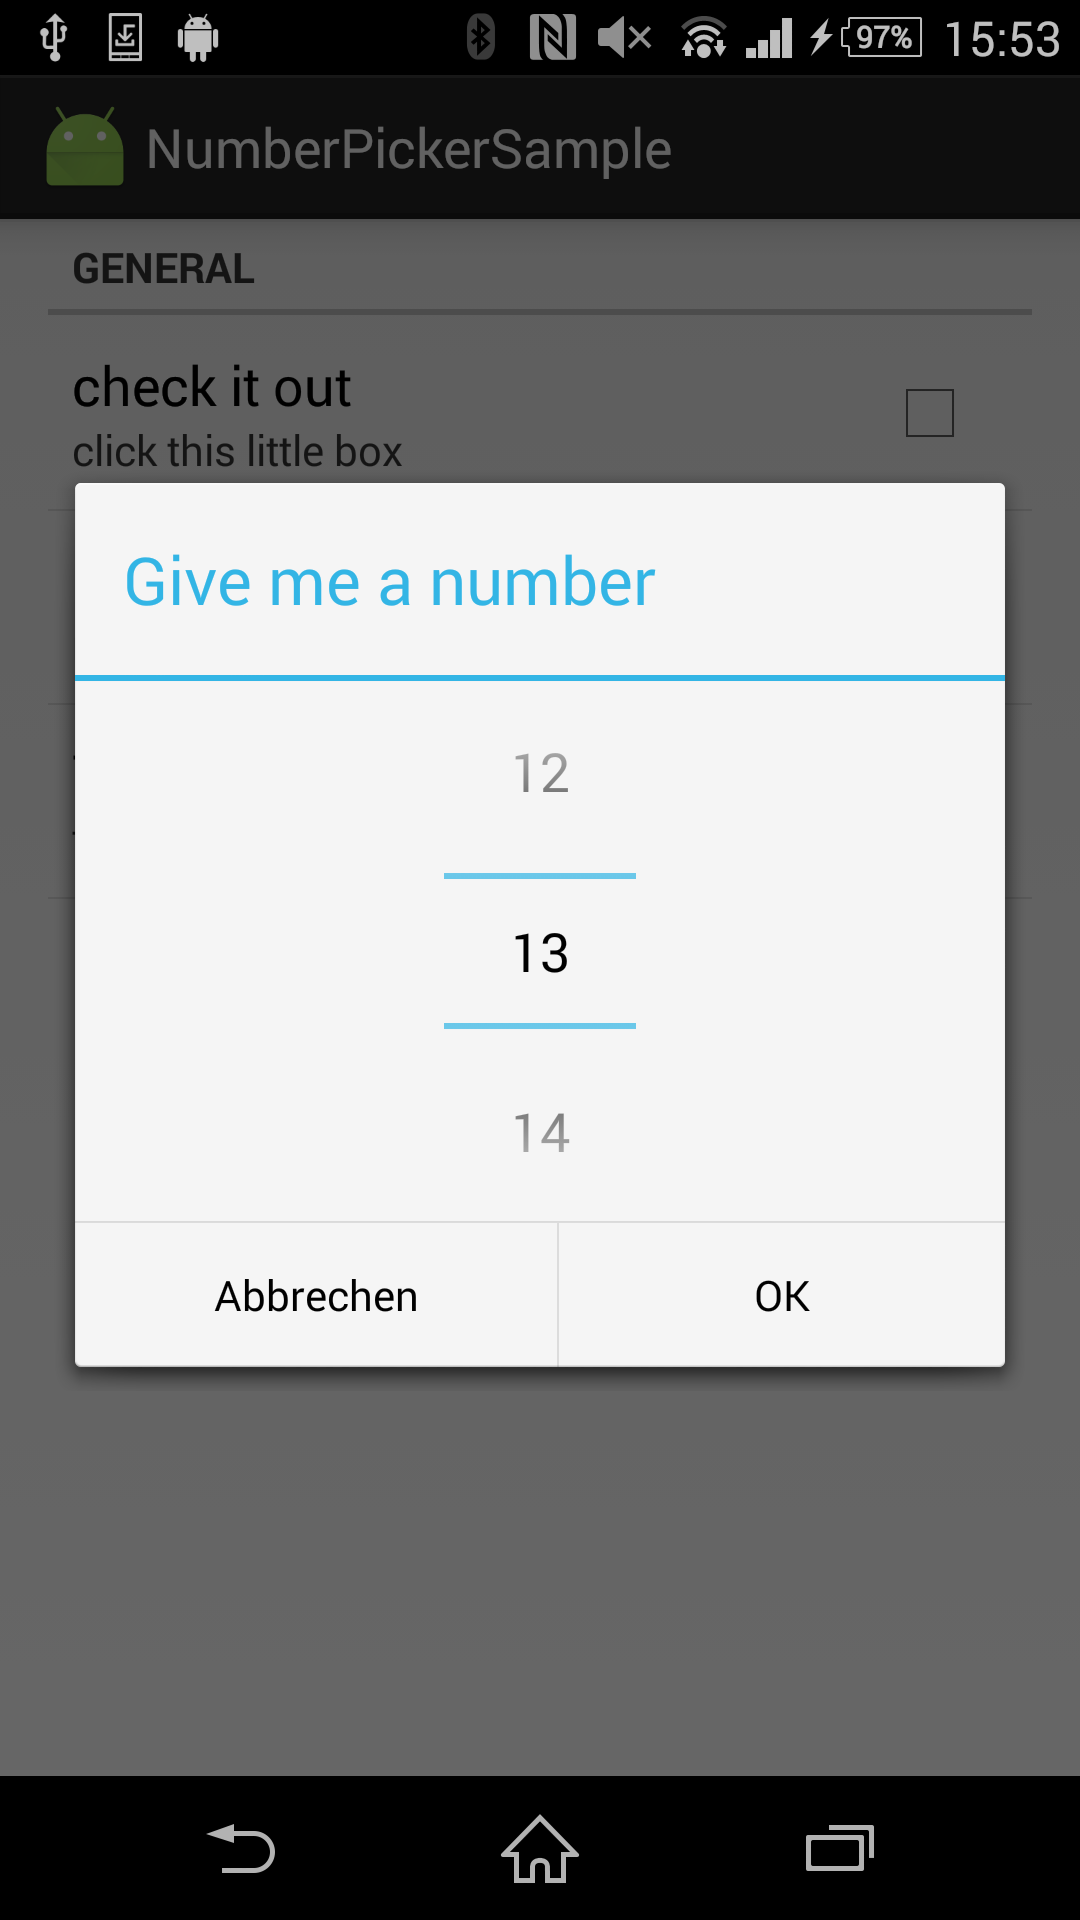 97% 15:53
NumberPickerSample
GENERAL
check it out
click this little box
Give me a number
12
13
14
Abbrechen OK